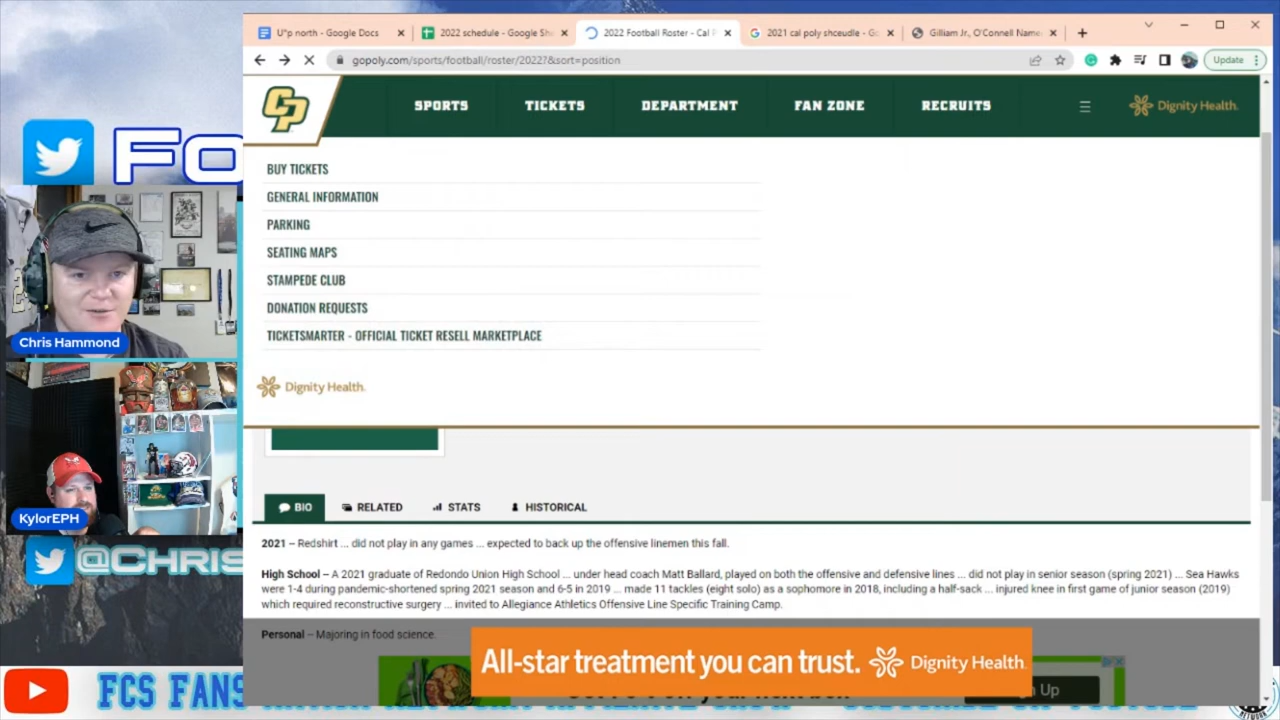 U*p north - Google Docs
2022 schedule - Google Sh
2022 Football Roster - Cal P
2021 cal poly shceudle - Go
Gilliam Jr., O'Connell Name
gopoly.com/sports/football/roster/2022?&sort=position
Update
CP
SPORTS
TICKETS
DEPARTMENT
FAN ZONE
RECRUITS
Dignity Health.
BUY TICKETS
GENERAL INFORMATION
PARKING
SEATING MAPS
STAMPEDE CLUB
DONATION REQUESTS
TICKETSMARTER - OFFICIAL TICKET RESELL MARKETPLACE
Dignity Health.
Fo
Chris Hammond
KylorEPH
@CHRIS
BIO
RELATED
STATS
HISTORICAL
2021 – Redshirt ... did not play in any games ... expected to back up the offensive linemen this fall.
High School – A 2021 graduate of Redondo Union High School ... under head coach Matt Ballard, played on both the offensive and defensive lines ... did not play in senior season (spring 2021) ... Sea Hawks
were 1-4 during pandemic-shortened spring 2021 season and 6-5 in 2019 ... made 11 tackles (eight solo) as a sophomore in 2018, including a half-sack ... injured knee in first game of junior season (2019)
which required reconstructive surgery ... invited to Allegiance Athletics Offensive Line Specific Training Camp.
Personal – Majoring in food science.
All-star treatment you can trust.
Dignity Health.
Up
FCS FANS